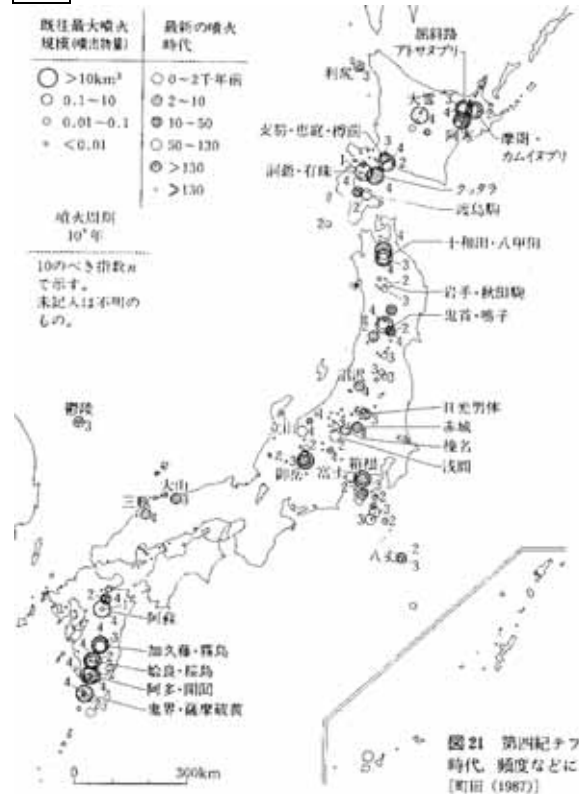 既往最大噴火
規模(噴出物量)
>10km³
0.1～10
0.01～0.1
<0.01
最新の噴火
時代
0～2千年前
2～10
10～50
50～130
>130
≥130
噴火周期
10ⁿ年
10のべき指数n
で示す。
未記入は不明の
もの。
利尻
屈斜路
アトサヌプリ
大雪
阿寒
摩周・
カムイヌプリ
支笏・恵庭・樽前
洞爺・有珠
クッタラ
渡島駒
十和田・八甲田
岩手・秋田駒
鬼首・鳴子
沼沢
日光男体
赤城
榛名
浅間
立山
御岳
富士
箱根
鬱陵
大山
三瓶
八丈
阿蘇
加久藤・霧島
姶良・桜島
阿多・開聞
鬼界・薩摩硫黄
0
300km
図21 第四紀テフ
時代，頻度などに
[町田 (1987)]